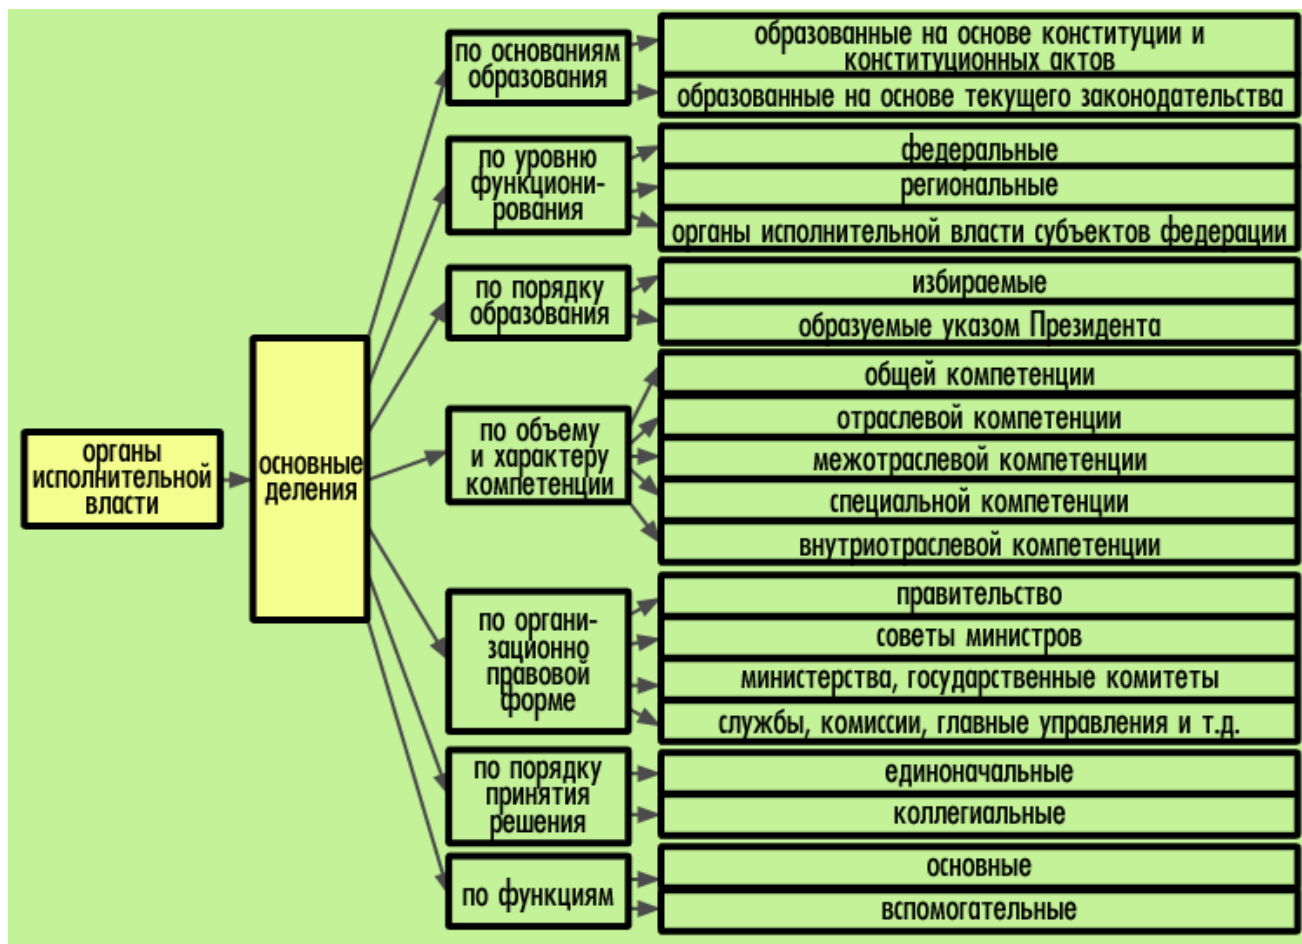 органы
исполнительной
власти
основные
деления
по основаниям
образования
образованные на основе конституции и
конституционных актов
образованные на основе текущего законодательства
по уровню
функциони-
рования
федеральные
региональные
органы исполнительной власти субъектов федерации
по порядку
образования
избираемые
образуемые указом Президента
по объему
и характеру
компетенции
общей компетенции
отраслевой компетенции
межотраслевой компетенции
специальной компетенции
внутриотраслевой компетенции
по органи-
зационно
правовой
форме
правительство
советы министров
министерства, государственные комитеты
службы, комиссии, главные управления и т.д.
по порядку
принятия
решения
единоначальные
коллегиальные
по функциям
основные
вспомогательные